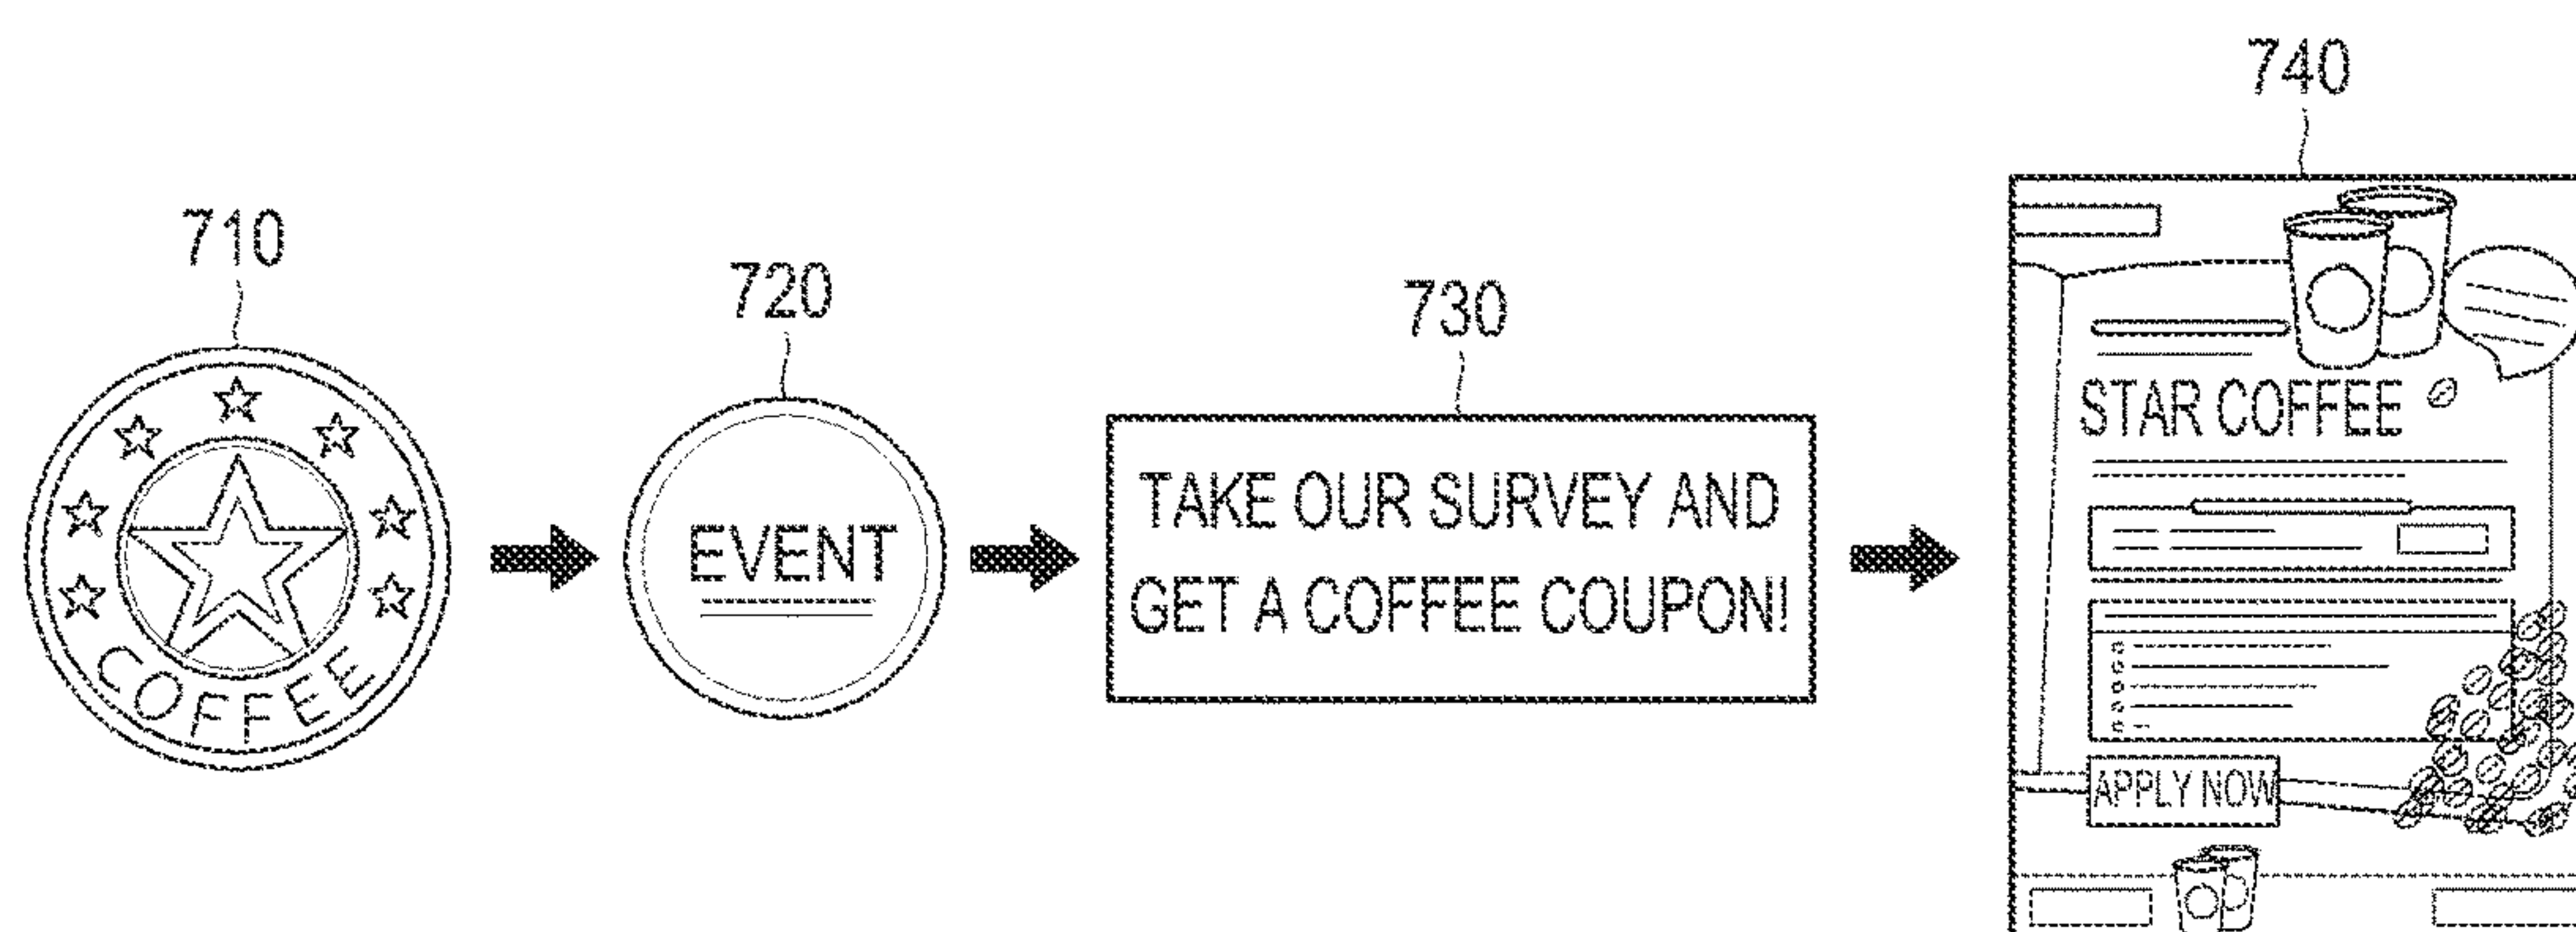 710
COFFEE
720
EVENT
730
TAKE OUR SURVEY AND
GET A COFFEE COUPON!
740
STAR COFFEE
APPLY NOW